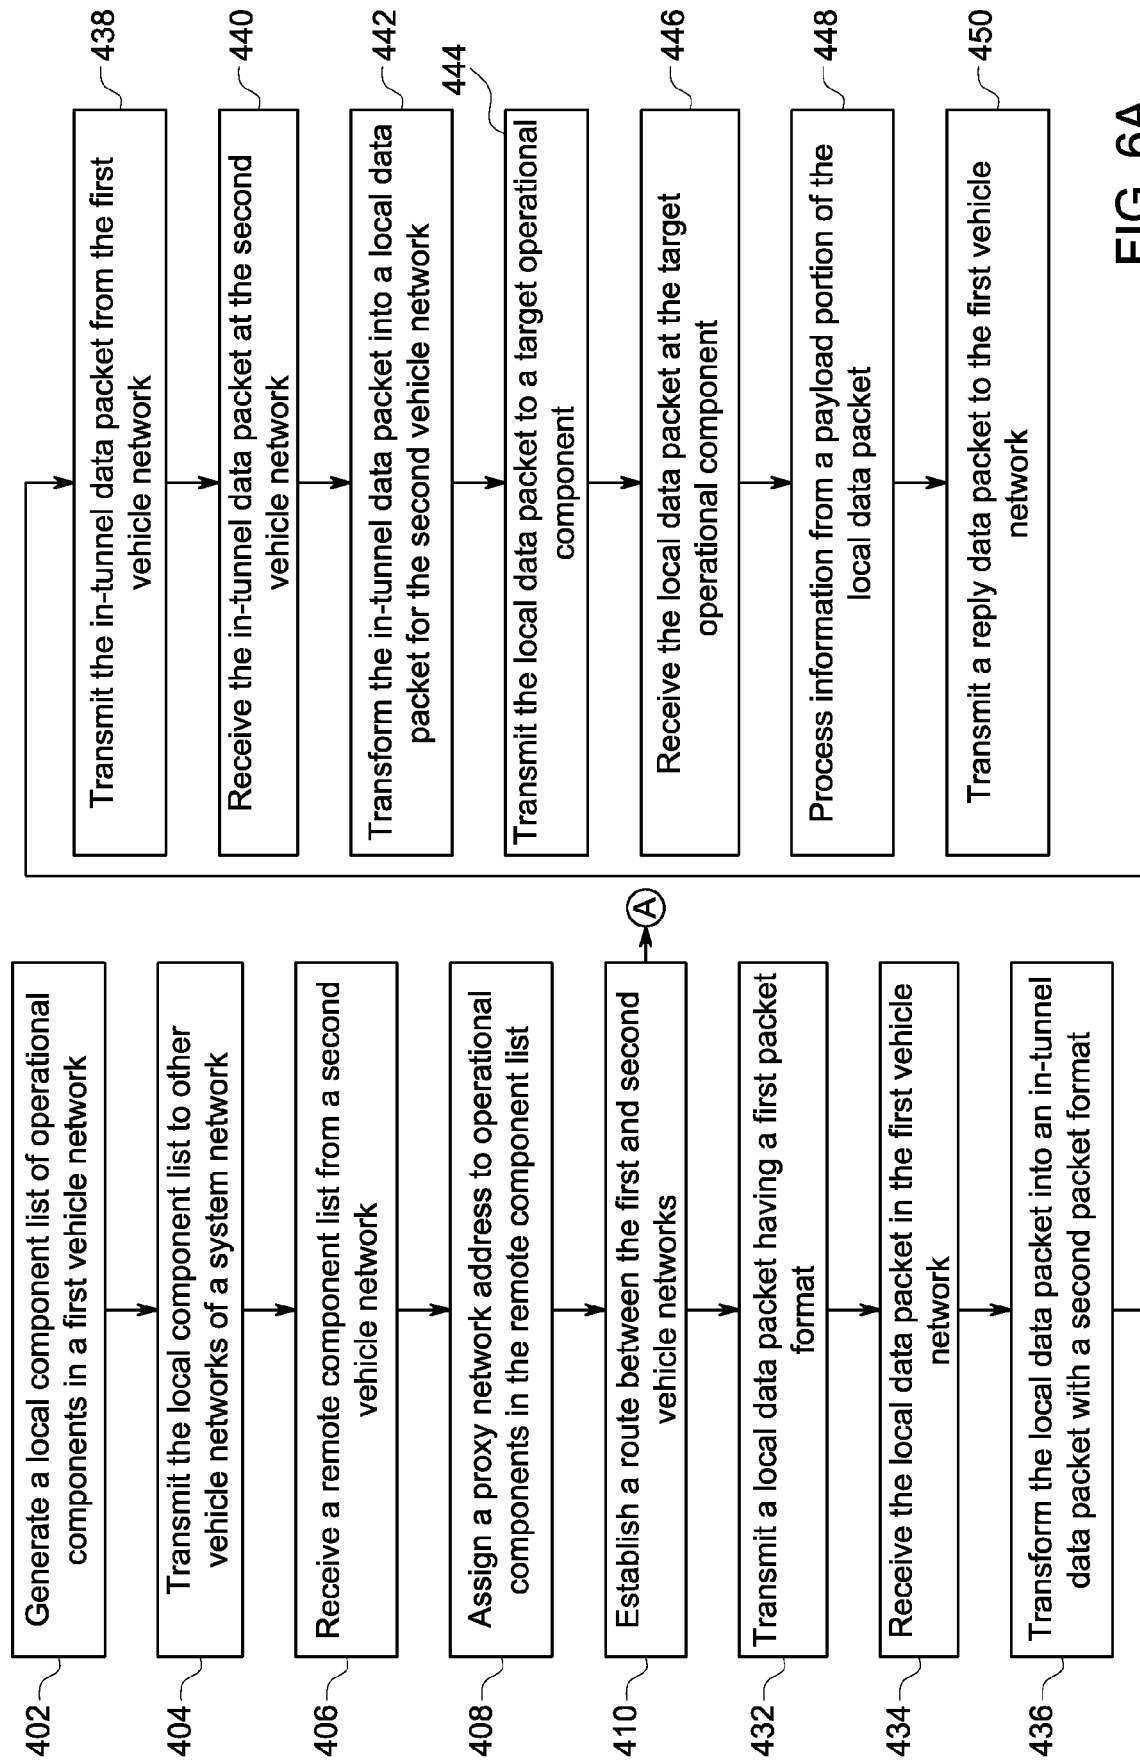 402
Generate a local component list of operational
components in a first vehicle network
404
Transmit the local component list to other
vehicle networks of a system network
406
Receive a remote component list from a second
vehicle network
408
Assign a proxy network address to operational
components in the remote component list
410
Establish a route between the first and second
vehicle networks
A
432
Transmit a local data packet having a first packet
format
434
Receive the local data packet in the first vehicle
network
436
Transform the local data packet into an in-tunnel
data packet with a second packet format
438
Transmit the in-tunnel data packet from the first
vehicle network
440
Receive the in-tunnel data packet at the second
vehicle network
442
Transform the in-tunnel data packet into a local data
packet for the second vehicle network
444
Transmit the local data packet to a target operational
component
446
Receive the local data packet at the target
operational component
448
Process information from a payload portion of the
local data packet
450
Transmit a reply data packet to the first vehicle
network
FIG. 6A